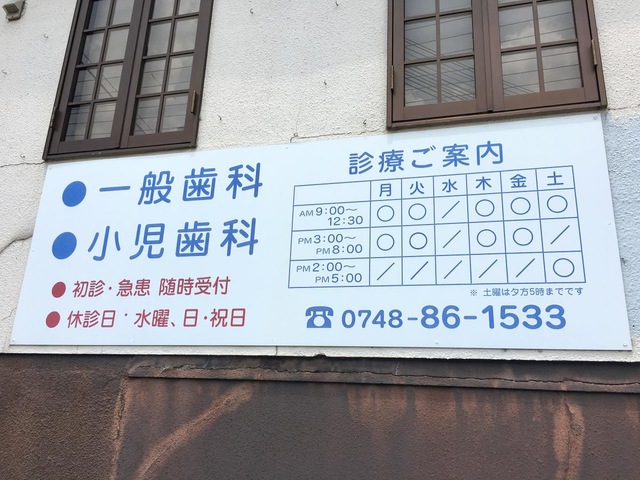 ●一般歯科
●小児歯科
●初診・急患 随時受付
●休診日・水曜、日・祝日
診療ご案内
月 火 水 木 金 土
AM 9:00～12:30 ○ ○ ／ ○ ○ ○
PM 3:00～PM 8:00 ○ ○ ／ ○ ○ ／
PM 2:00～PM 5:00 ／ ／ ／ ／ ／ ○
※ 土曜は夕方5時までです
☎ 0748-86-1533